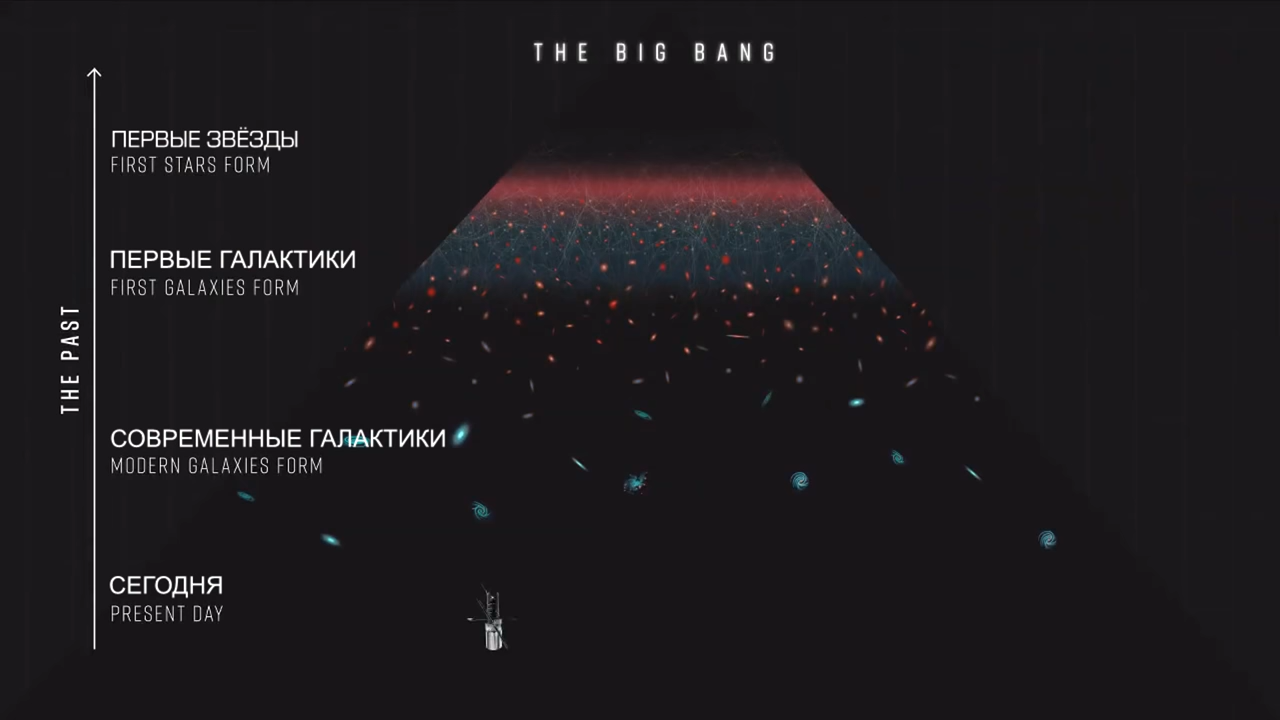 THE BIG BANG
ПЕРВЫЕ ЗВЁЗДЫ
FIRST STARS FORM
ПЕРВЫЕ ГАЛАКТИКИ
FIRST GALAXIES FORM
THE PAST
СОВРЕМЕННЫЕ ГАЛАКТИКИ
MODERN GALAXIES FORM
СЕГОДНЯ
PRESENT DAY